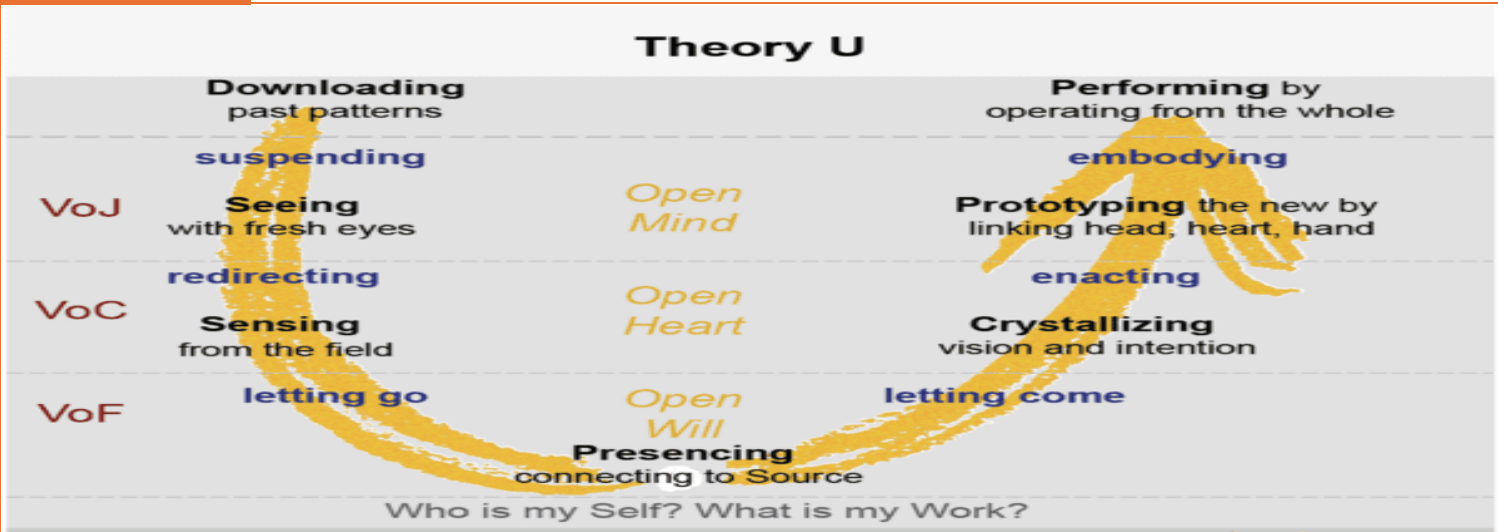 Theory U
Downloading
past patterns
Performing by
operating from the whole
suspending
embodying
VoJ
Seeing
with fresh eyes
Open
Mind
Prototyping the new by
linking head, heart, hand
redirecting
enacting
VoC
Sensing
from the field
Open
Heart
Crystallizing
vision and intention
letting go
letting come
VoF
Open
Will
Presencing
connecting to Source
Who is my Self? What is my Work?